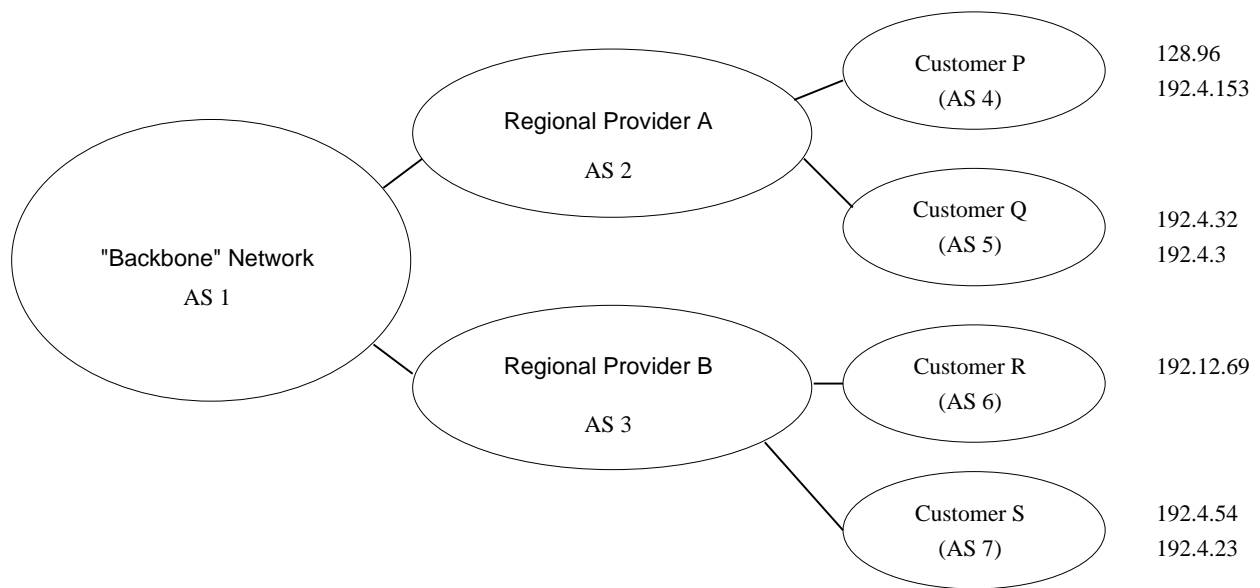 "Backbone" Network
AS 1
Regional Provider A
AS 2
Regional Provider B
AS 3
Customer P
(AS 4)
128.96
192.4.153
Customer Q
(AS 5)
192.4.32
192.4.3
Customer R
(AS 6)
192.12.69
Customer S
(AS 7)
192.4.54
192.4.23